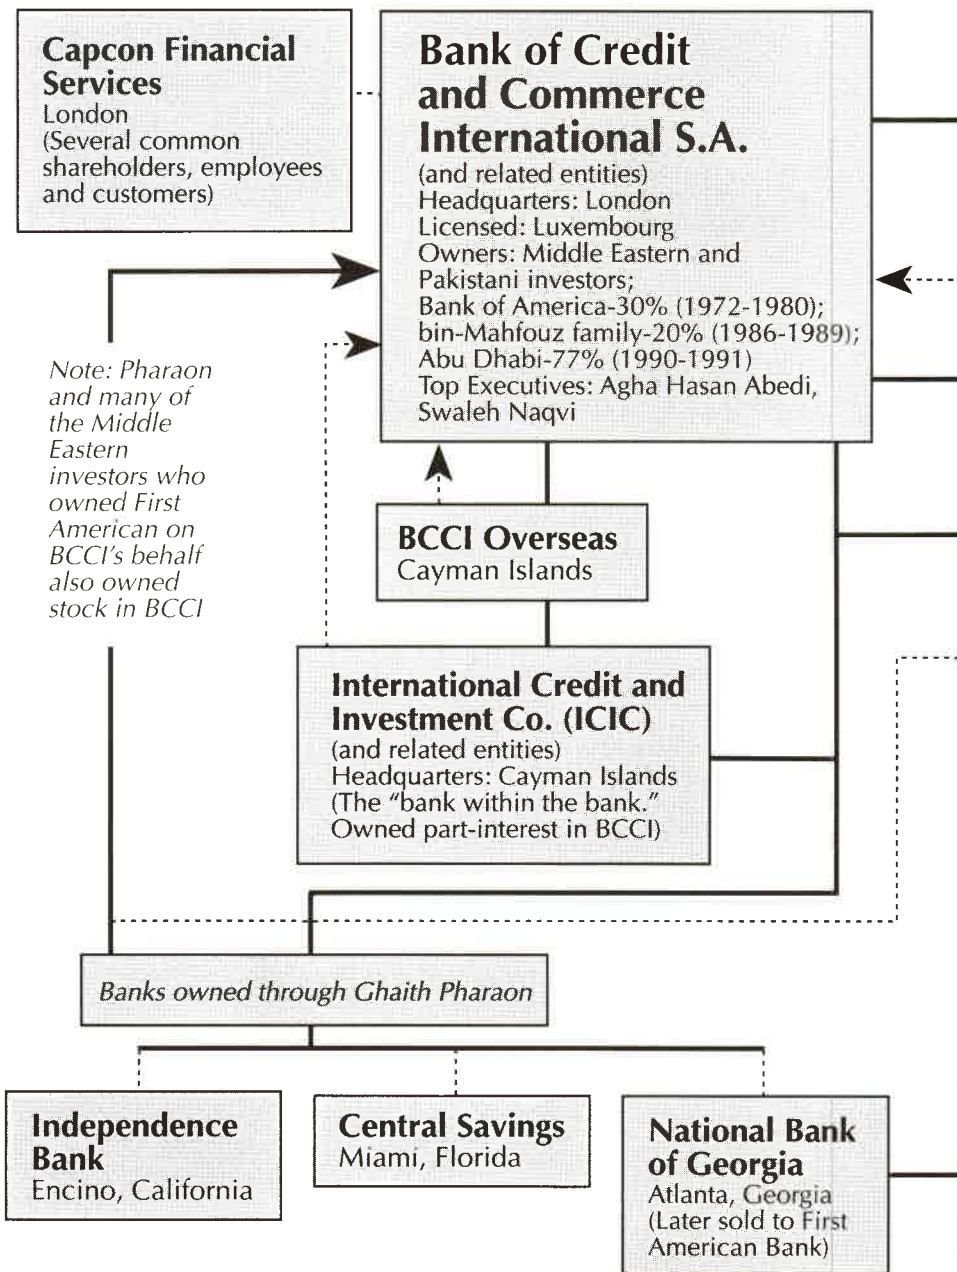 Capcon Financial
Services
London
(Several common
shareholders, employees
and customers)
Bank of Credit
and Commerce
International S.A.
(and related entities)
Headquarters: London
Licensed: Luxembourg
Owners: Middle Eastern and
Pakistani investors;
Bank of America-30% (1972-1980);
bin-Mahfouz family-20% (1986-1989);
Abu Dhabi-77% (1990-1991)
Top Executives: Agha Hasan Abedi,
Swaleh Naqvi
Note: Pharaon
and many of
the Middle
Eastern
investors who
owned First
American on
BCCI's behalf
also owned
stock in BCCI
BCCI Overseas
Cayman Islands
International Credit and
Investment Co. (ICIC)
(and related entities)
Headquarters: Cayman Islands
(The "bank within the bank."
Owned part-interest in BCCI)
Banks owned through Ghaith Pharaon
Independence
Bank
Encino, California
Central Savings
Miami, Florida
National Bank
of Georgia
Atlanta, Georgia
(Later sold to First
American Bank)